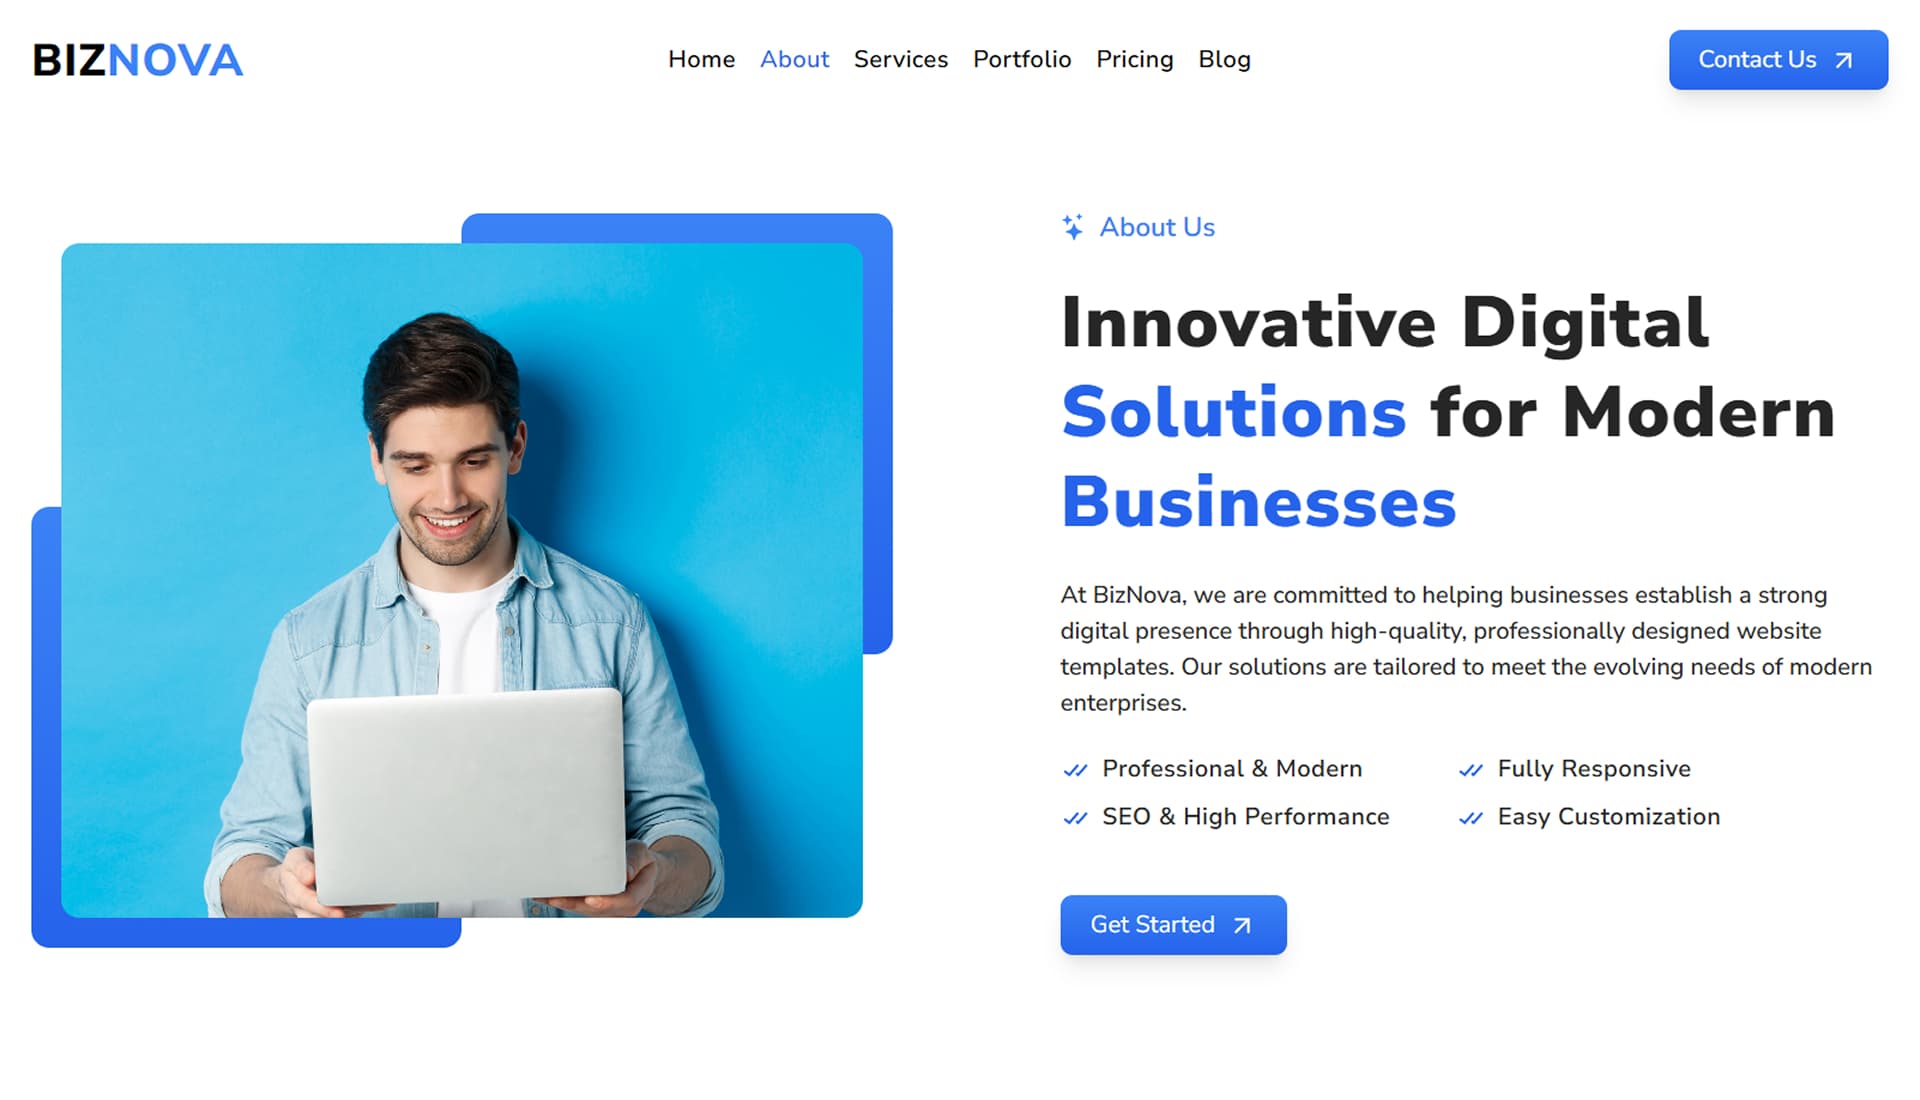 BIZNOVA
Home About Services Portfolio Pricing Blog
Contact Us
About Us
Innovative Digital
Solutions for Modern
Businesses
At BizNova, we are committed to helping businesses establish a strong
digital presence through high-quality, professionally designed website
templates. Our solutions are tailored to meet the evolving needs of modern
enterprises.
Professional & Modern
Fully Responsive
SEO & High Performance
Easy Customization
Get Started